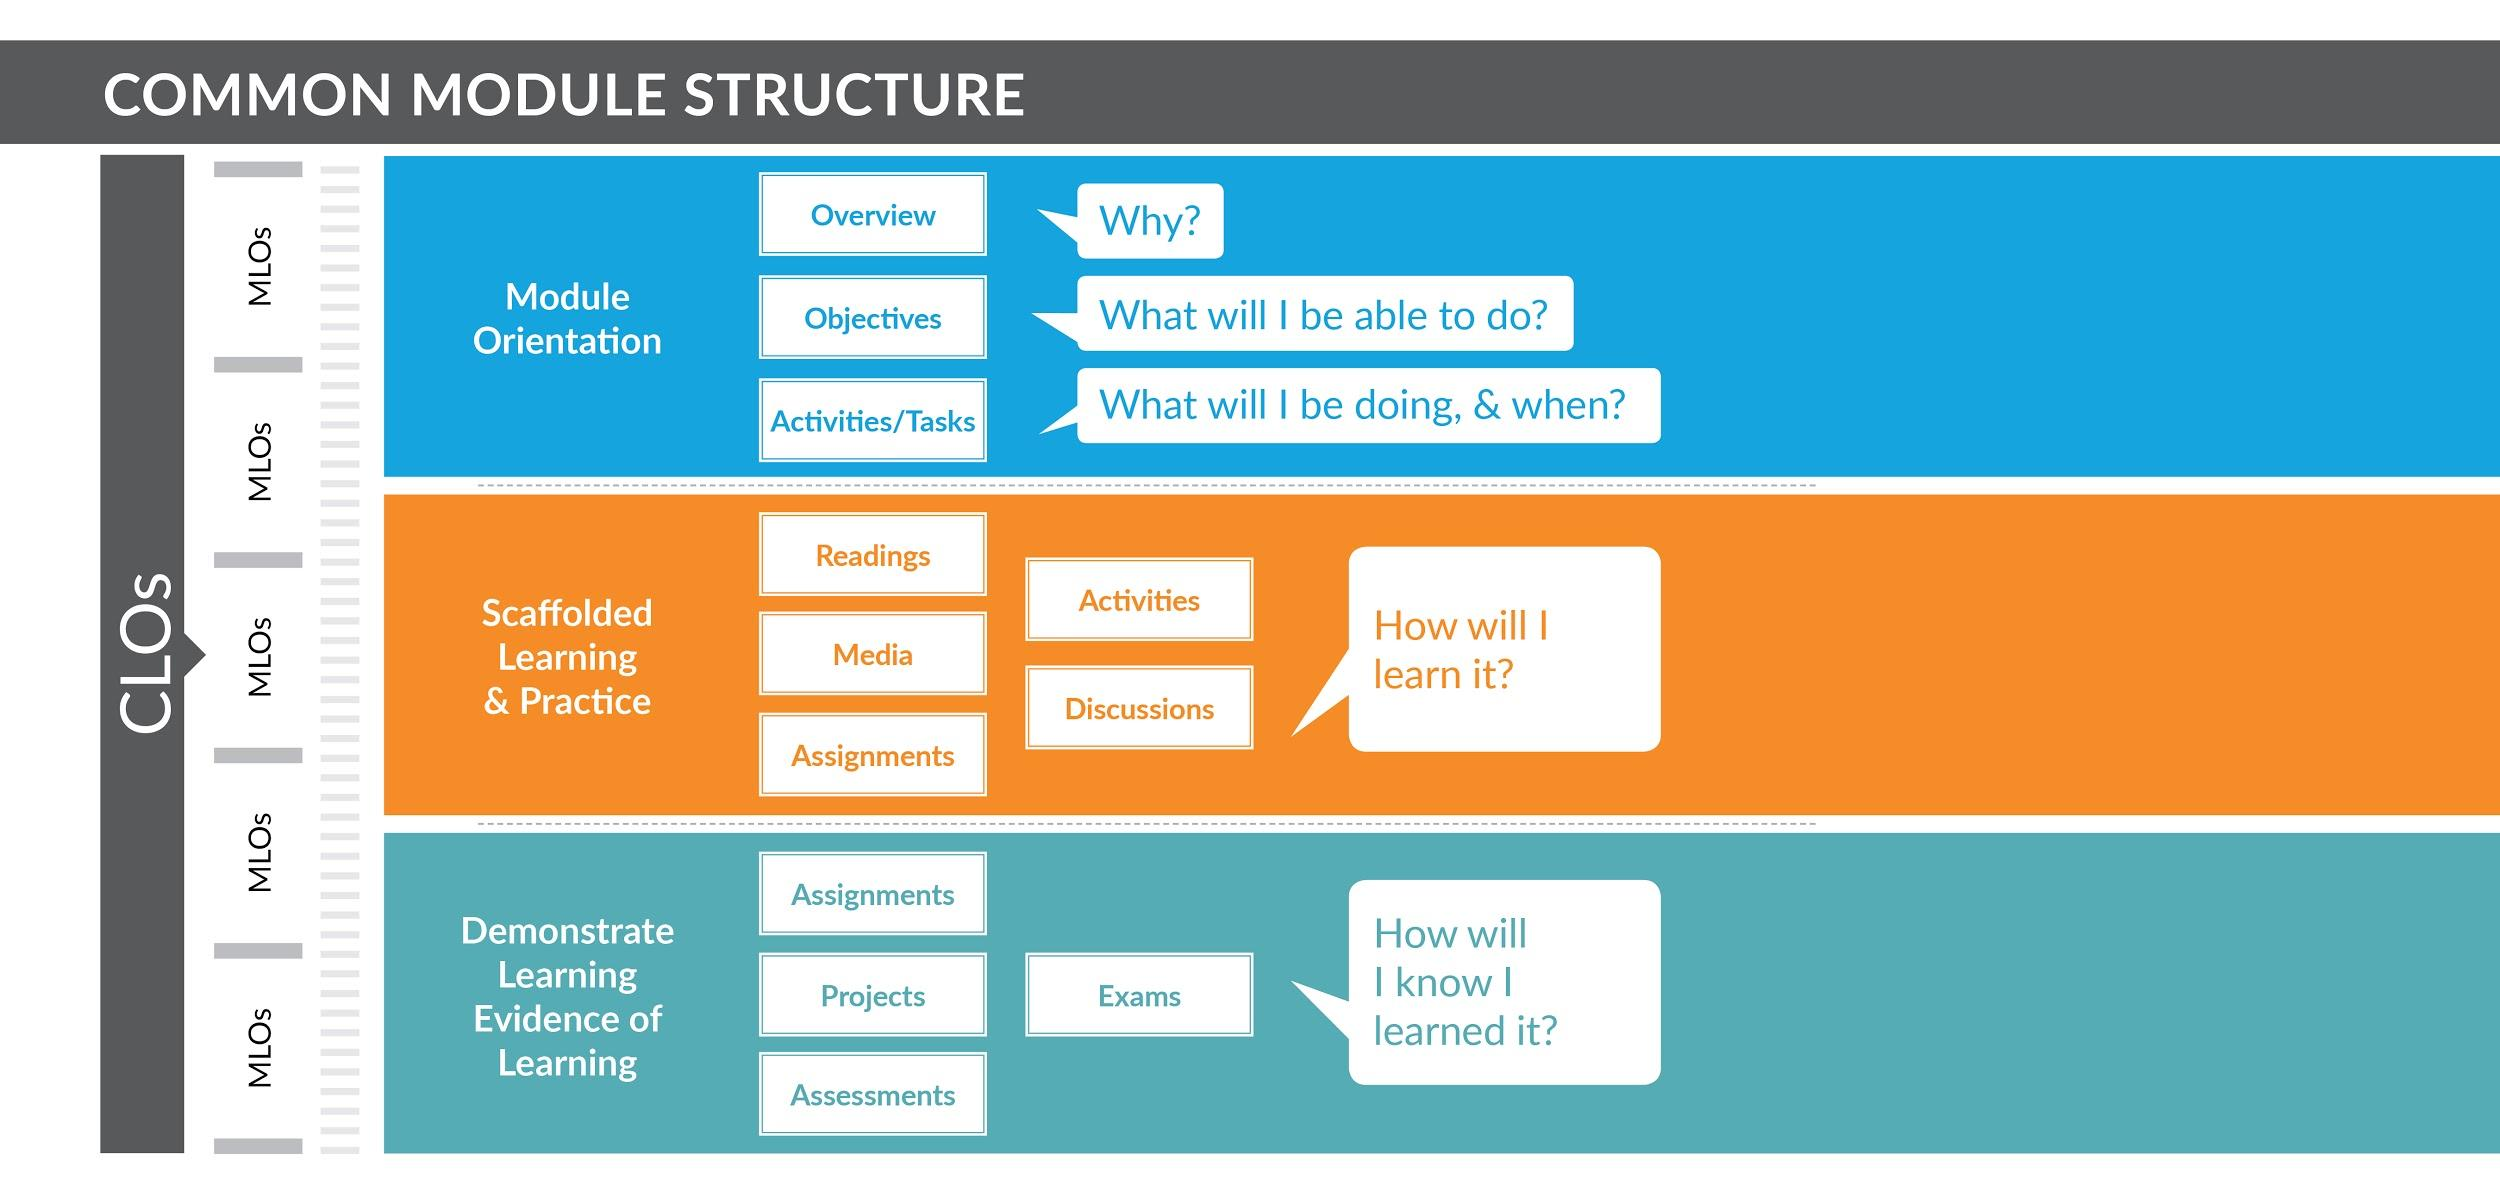 COMMON MODULE STRUCTURE
CLOs
MLOs
MLOs
MLOs
MLOs
MLOs
Module
Orientation
Overview
Why?
Objectives
What will I be able to do?
Activities/Tasks
What will I be doing, & when?
Scaffolded
Learning
& Practice
Readings
Media
Assignments
Activities
Discussions
How will I
learn it?
Demonstrate
Learning
Evidence of
Learning
Assignments
Projects
Assessments
Exams
How will
I know I
learned it?